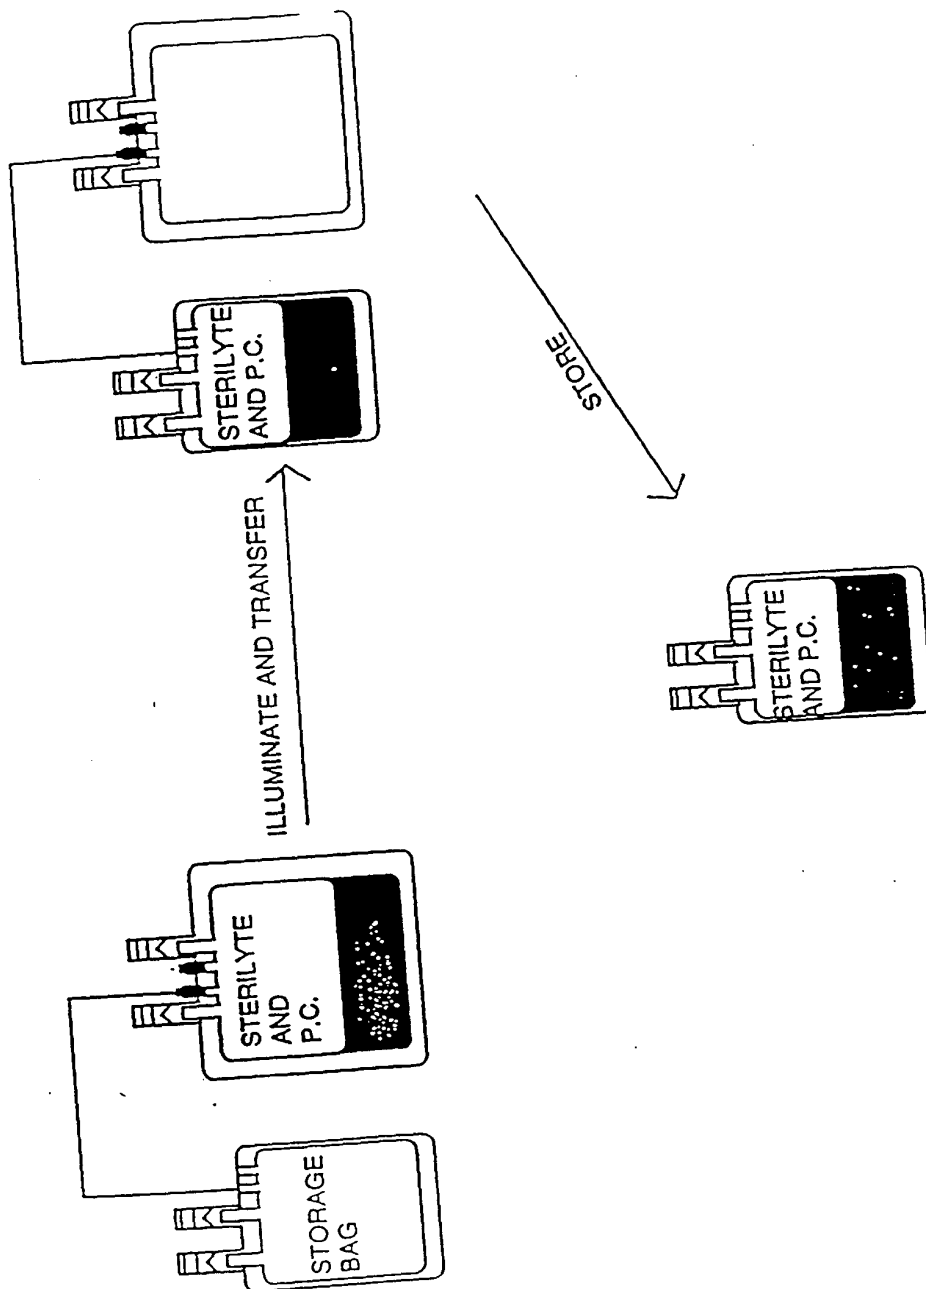 STORAGE
BAG
STERILYTE
AND
P.C.
ILLUMINATE AND TRANSFER
STERILYTE
AND P.C.
STORE
STERILYTE
AND P.C.